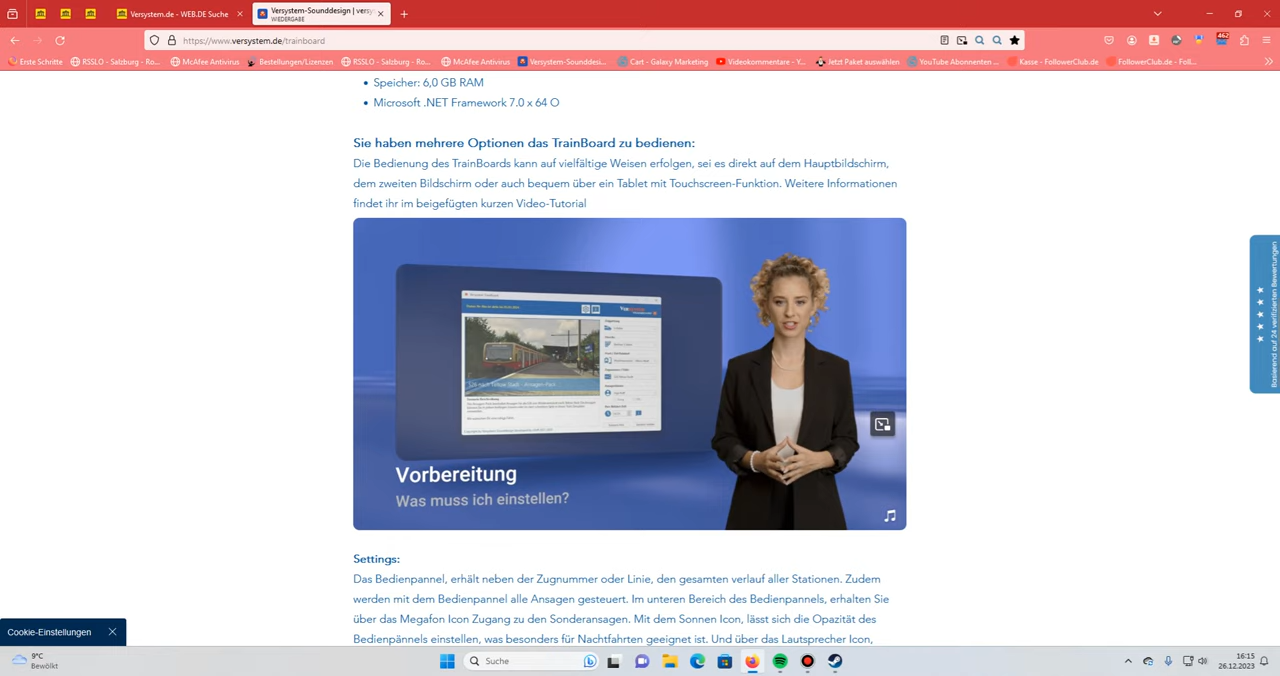 Versystem.de - WEB.DE Suche
Versystem-Sounddesign | versy
WIEDERGABE
https://www.versystem.de/trainboard
Erste Schritte
RSSLO - Salzburg - Ro...
McAfee Antivirus
Bestellungen/Lizenzen
RSSLO - Salzburg - Ro...
McAfee Antivirus
Versystem-Sounddesi...
Cart - Galaxy Marketing
Videokommentare - Y...
Jetzt Paket auswählen
YouTube Abonnenten ...
Kasse - FollowerClub.de
FollowerClub.de - Foll...
462
Speicher: 6,0 GB RAM
Microsoft .NET Framework 7.0 x 64 O
Sie haben mehrere Optionen das TrainBoard zu bedienen:
Die Bedienung des TrainBoards kann auf vielfältige Weisen erfolgen, sei es direkt auf dem Hauptbildschirm,
dem zweiten Bildschirm oder auch bequem über ein Tablet mit Touchscreen-Funktion. Weitere Informationen
findet ihr im beigefügten kurzen Video-Tutorial
Vorbereitung
Was muss ich einstellen?
Basierend auf 24 verifizierten Bewertungen
Settings:
Das Bedienpannel, erhält neben der Zugnummer oder Linie, den gesamten verlauf aller Stationen. Zudem
werden mit dem Bedienpannel alle Ansagen gesteuert. Im unteren Bereich des Bedienpannels, erhalten Sie
über das Megafon Icon Zugang zu den Sonderansagen. Mit dem Sonnen Icon, lässt sich die Opazität des
Bedienpännels einstellen, was besonders für Nachtfahrten geeignet ist. Und über das Lautsprecher Icon,
Cookie-Einstellungen
9°C
Bewölkt
Suche
16:15
26.12.2023